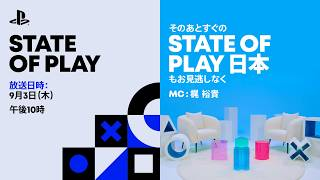 STATE
OF PLAY
放送日時：
9月3日(木)
午後10時
そのあとすぐの
STATE OF
PLAY 日本
もお見逃しなく
MC：梶 裕貴